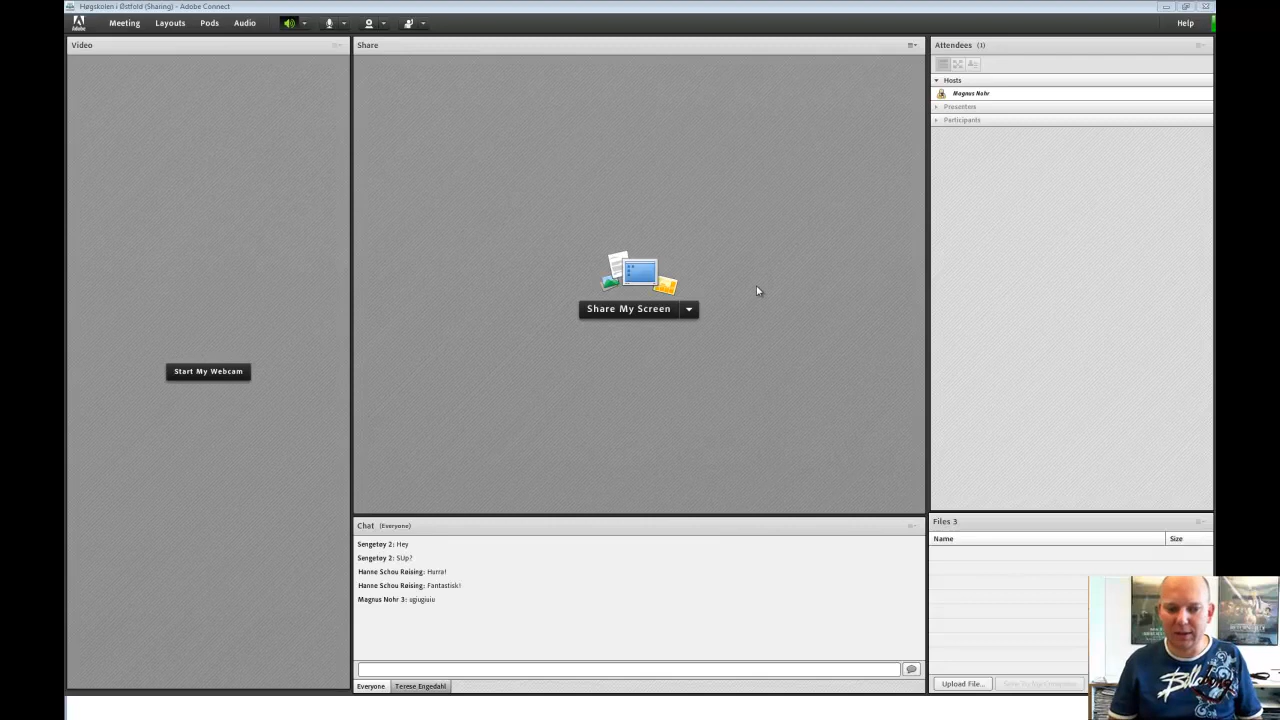 Høgskolen i Østfold (Sharing) - Adobe Connect
Adobe Meeting Layouts Pods Audio Help
Video
Share
Attendees (1)
Hosts
Magnus Nohr
Presenters
Participants
Share My Screen
Start My Webcam
Chat (Everyone)
Sengetøy 2: Hey
Sengetøy 2: SUp?
Hanne Schou Røising: Hurra!
Hanne Schou Røising: Fantastisk!
Magnus Nohr 3: ugiugiuiu
Everyone
Terese Engedahl
Files 3
Name Size
Upload File...